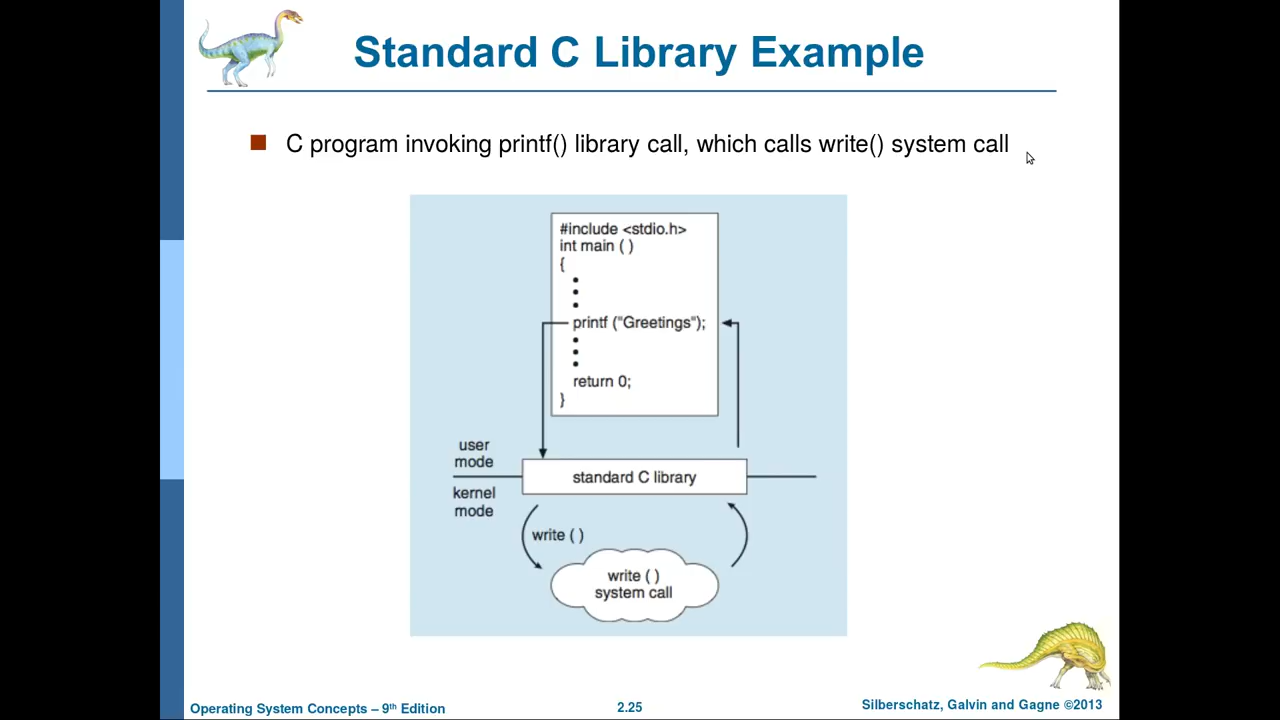 Standard C Library Example
C program invoking printf() library call, which calls write() system call
#include <stdio.h>
int main ( )
{
printf ("Greetings");
return 0;
}
user
mode
standard C library
kernel
mode
write ( )
write ( )
system call
Operating System Concepts – 9th Edition
2.25
Silberschatz, Galvin and Gagne ©2013